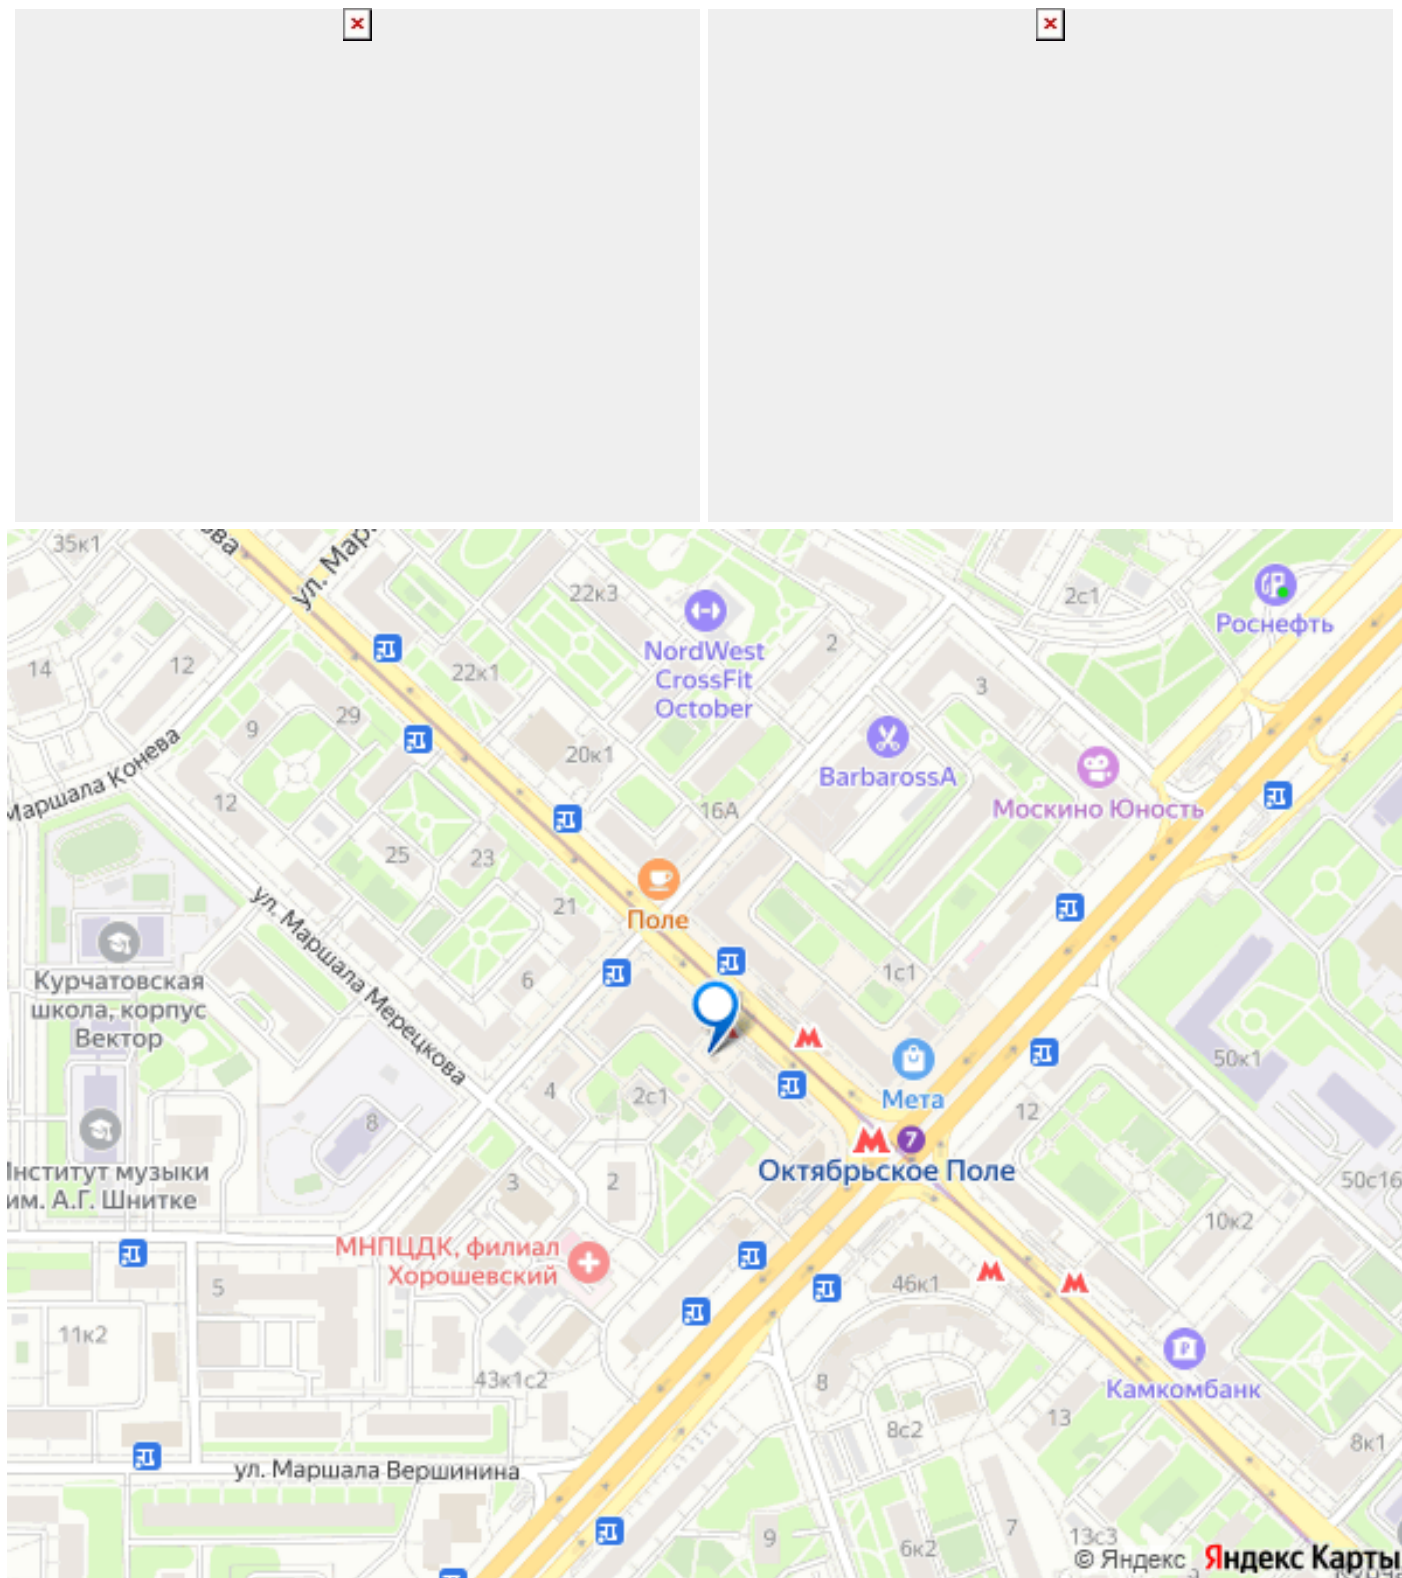 35к1
ова
ул. Мар
22к3
2с1
Роснефть
NordWest
CrossFit
October
2
14
12
22к1
3
29
9
BarbarossA
20к1
Москино Юность
Маршала Конева
12
16А
25
23
ул. Маршала Мерецкова
21
Поле
6
1с1
Курчатовская
школа, корпус
Вектор
50к1
4
2с1
Мета
12
8
7
Октябрьское Поле
Институт музыки
им. А.Г. Шнитке
3
2
50с16
10к2
МНПЦДК, филиал
Хорошевский
5
46к1
11к2
43к1с2
8
Камкомбанк
13
8с2
8к1
ул. Маршала Вершинина
9
7
6к2
13с3
© Яндекс Яндекс Карты